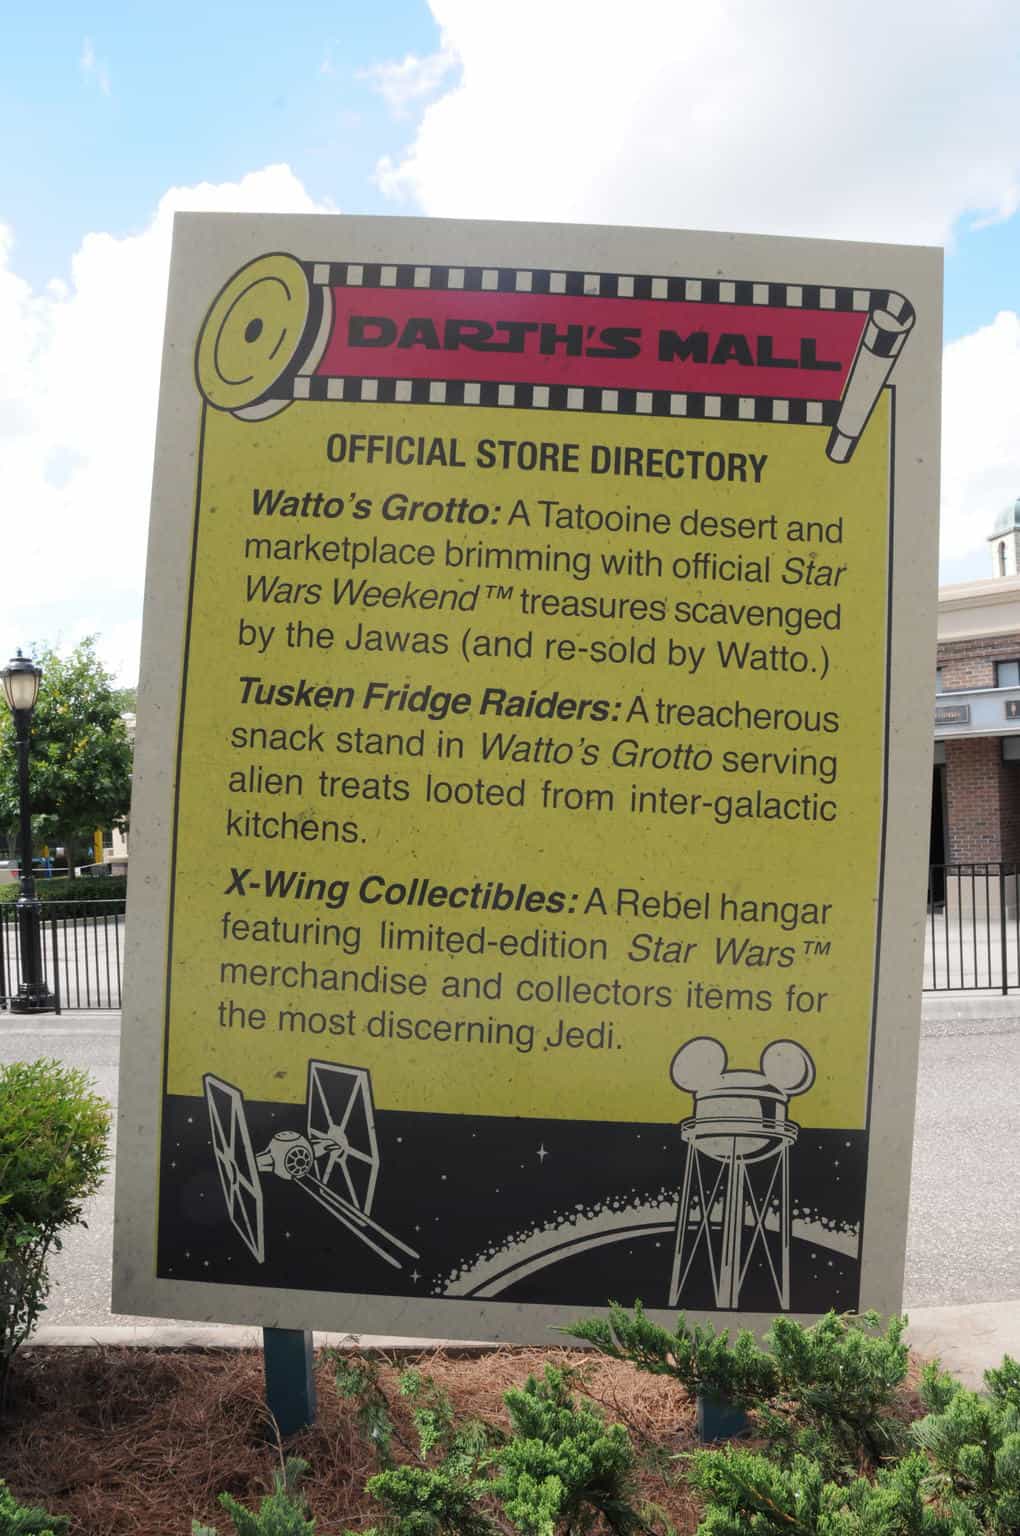 DARTH'S MALL
OFFICIAL STORE DIRECTORY
Watto's Grotto: A Tatooine desert and
marketplace brimming with official Star
Wars Weekend™ treasures scavenged
by the Jawas (and re-sold by Watto.)
Tusken Fridge Raiders: A treacherous
snack stand in Watto's Grotto serving
alien treats looted from inter-galactic
kitchens.
X-Wing Collectibles: A Rebel hangar
featuring limited-edition Star Wars™
merchandise and collectors items for
the most discerning Jedi.